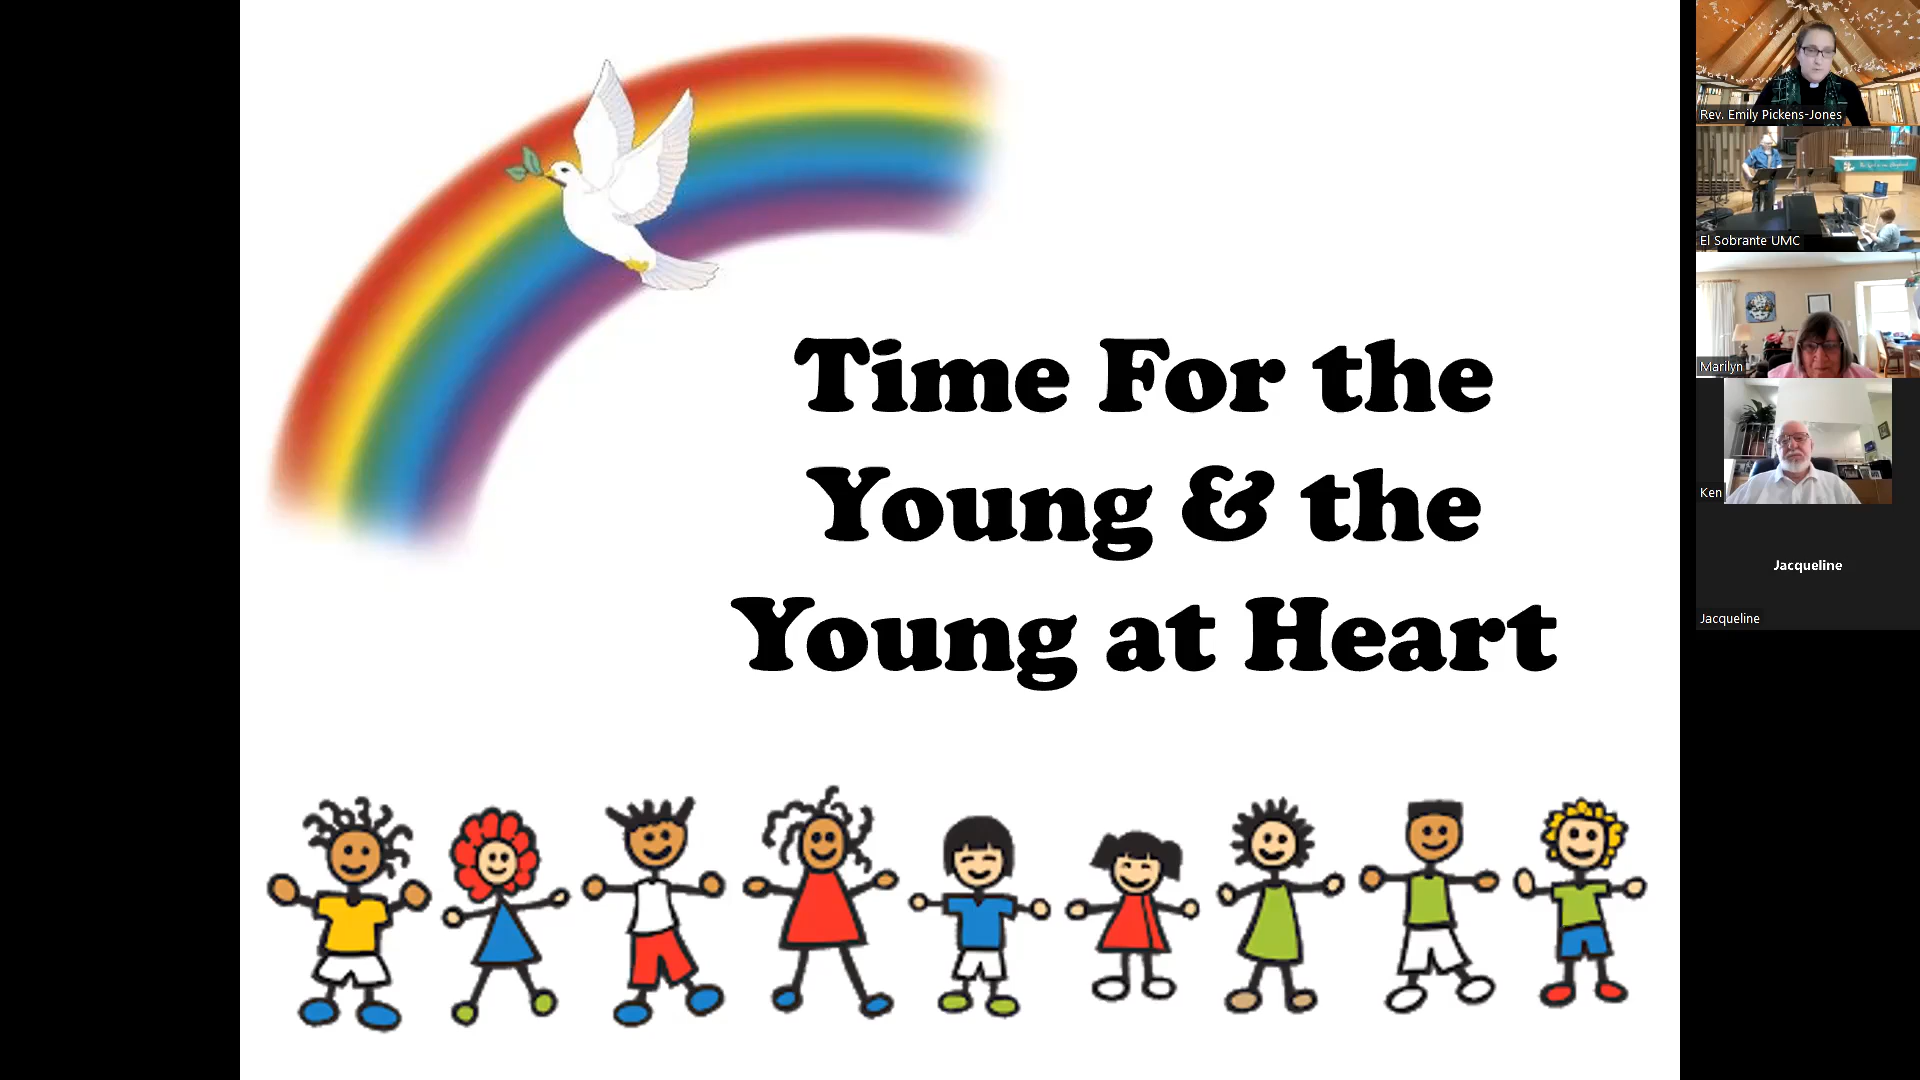 Time For the
Young & the
Young at Heart
Rev. Emily Pickens-Jones
El Sobrante UMC
Marilyn
Ken
Jacqueline
Jacqueline